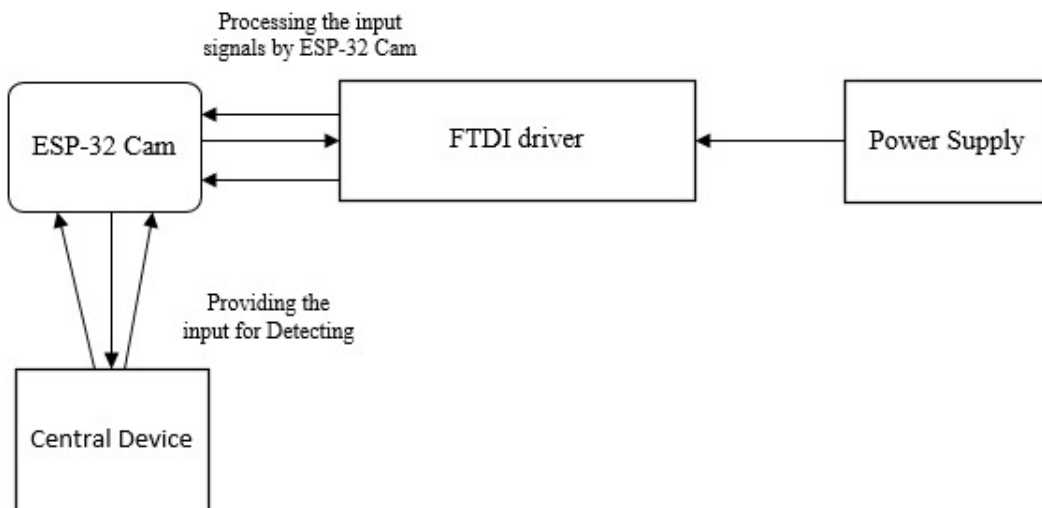 Processing the input
signals by ESP-32 Cam
ESP-32 Cam
FTDI driver
Power Supply
Providing the
input for Detecting
Central Device